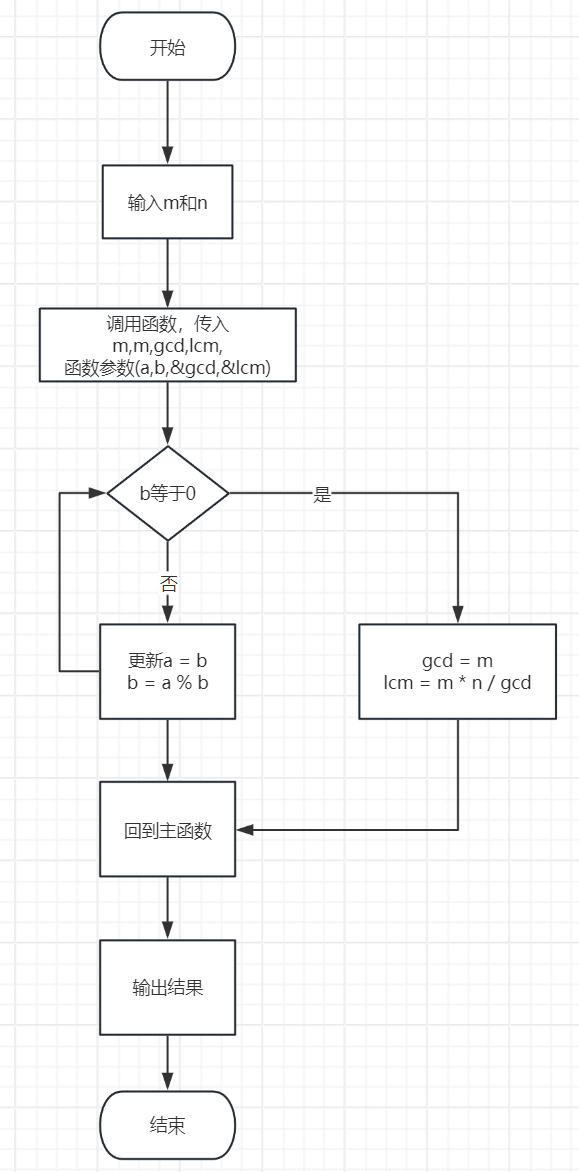 开始
输入m和n
调用函数，传入
m,m,gcd,lcm,
函数参数(a,b,&gcd,&lcm)
b等于0
是
否
更新a = b
b = a % b
gcd = m
lcm = m * n / gcd
回到主函数
输出结果
结束